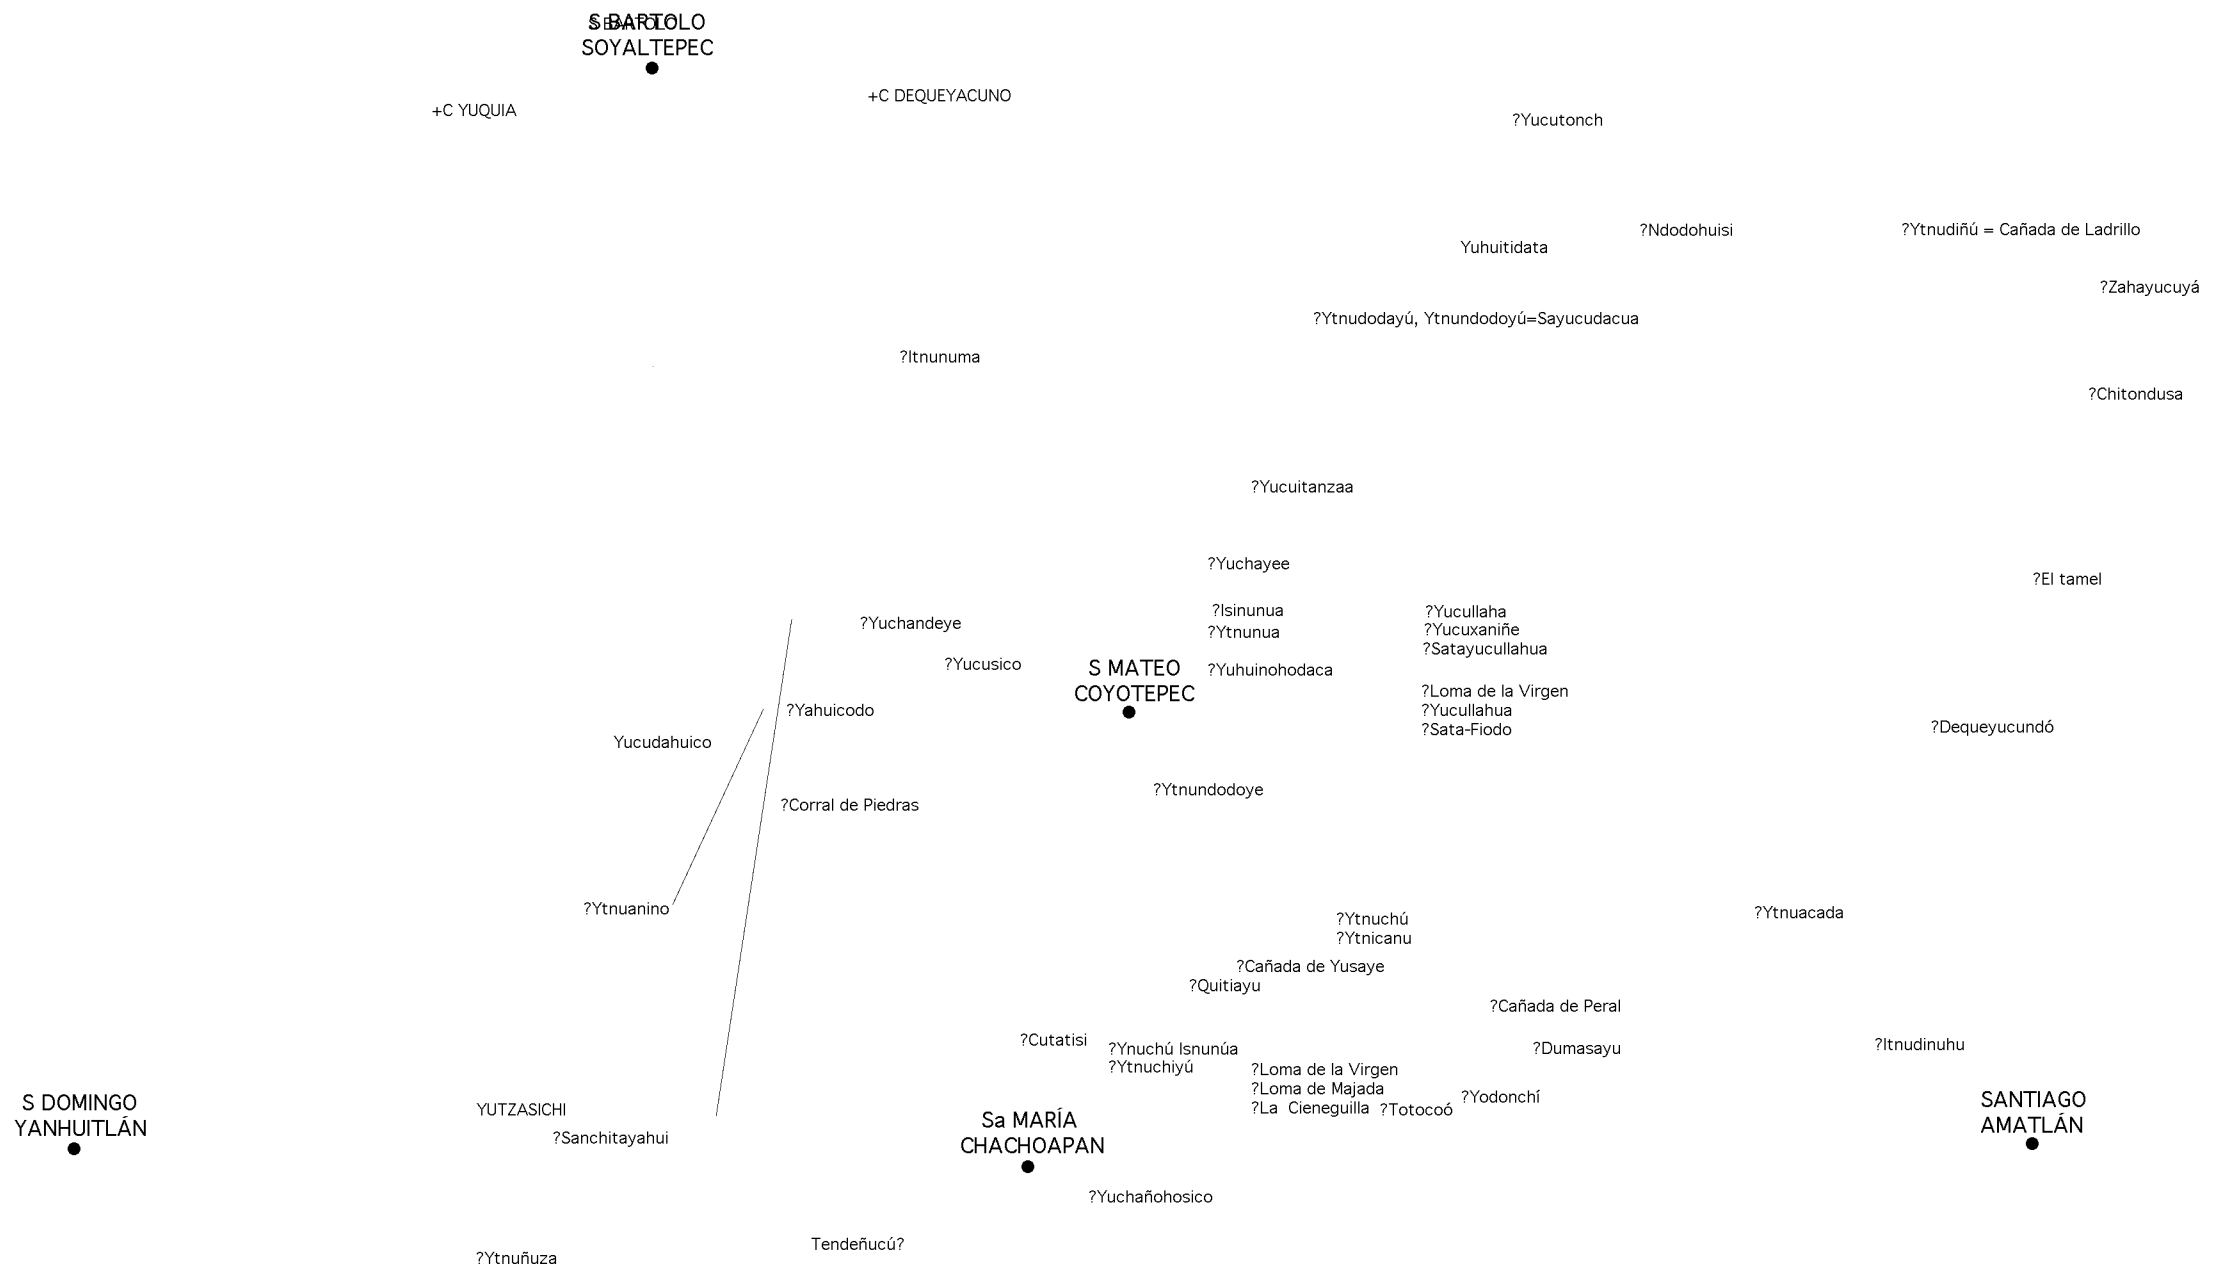 S BARTOLO
S BARTOLO
SOYALTEPEC
+C DEQUEYACUNO
+C YUQUIA
?Yucutonch
?Ndodohuisi
?Ytnudiñú = Cañada de Ladrillo
Yuhuitidata
?Zahayucuyá
?Ytnudodayú, Ytnundodoyú=Sayucudacua
?Itnunuma
?Chitondusa
?Yucuitanzaa
?Yuchayee
?El tamel
?Isinunua
?Yucullaha
?Yuchandeye
?Ytnunua
?Yucuxaniñe
?Satayucullahua
?Yucusico
S MATEO
COYOTEPEC
?Yuhuinohodaca
?Loma de la Virgen
?Yahuicodo
?Yucullahua
?Sata-Fiodo
?Dequeyucundó
Yucudahuico
?Ytnundodoye
?Corral de Piedras
?Ytnuanino
?Ytnuacada
?Ytnuchú
?Ytnicanu
?Cañada de Yusaye
?Quitiayu
?Cañada de Peral
?Cutatisi
?Ynuchú Isnunúa
?Dumasayu
?Itnudinuhu
?Ytnuchiyú
?Loma de la Virgen
?Loma de Majada
?Yodonchí
?La Cieneguilla
?Totocoó
S DOMINGO
YANHUITLÁN
YUTZASICHI
?Sanchitayahui
Sa MARÍA
CHACHOAPAN
SANTIAGO
AMATLÁN
?Yuchañohosico
Tendeñucú?
?Ytnuñuza